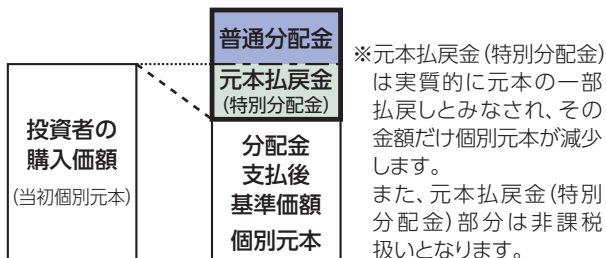 普通分配金
元本払戻金
(特別分配金)
投資者の
購入価額
(当初個別元本)
分配金
支払後
基準価額
個別元本
※元本払戻金(特別分配金)
は実質的に元本の一部
払戻しとみなされ、その
金額だけ個別元本が減少
します。
また、元本払戻金(特別
分配金)部分は非課税
扱いとなります。